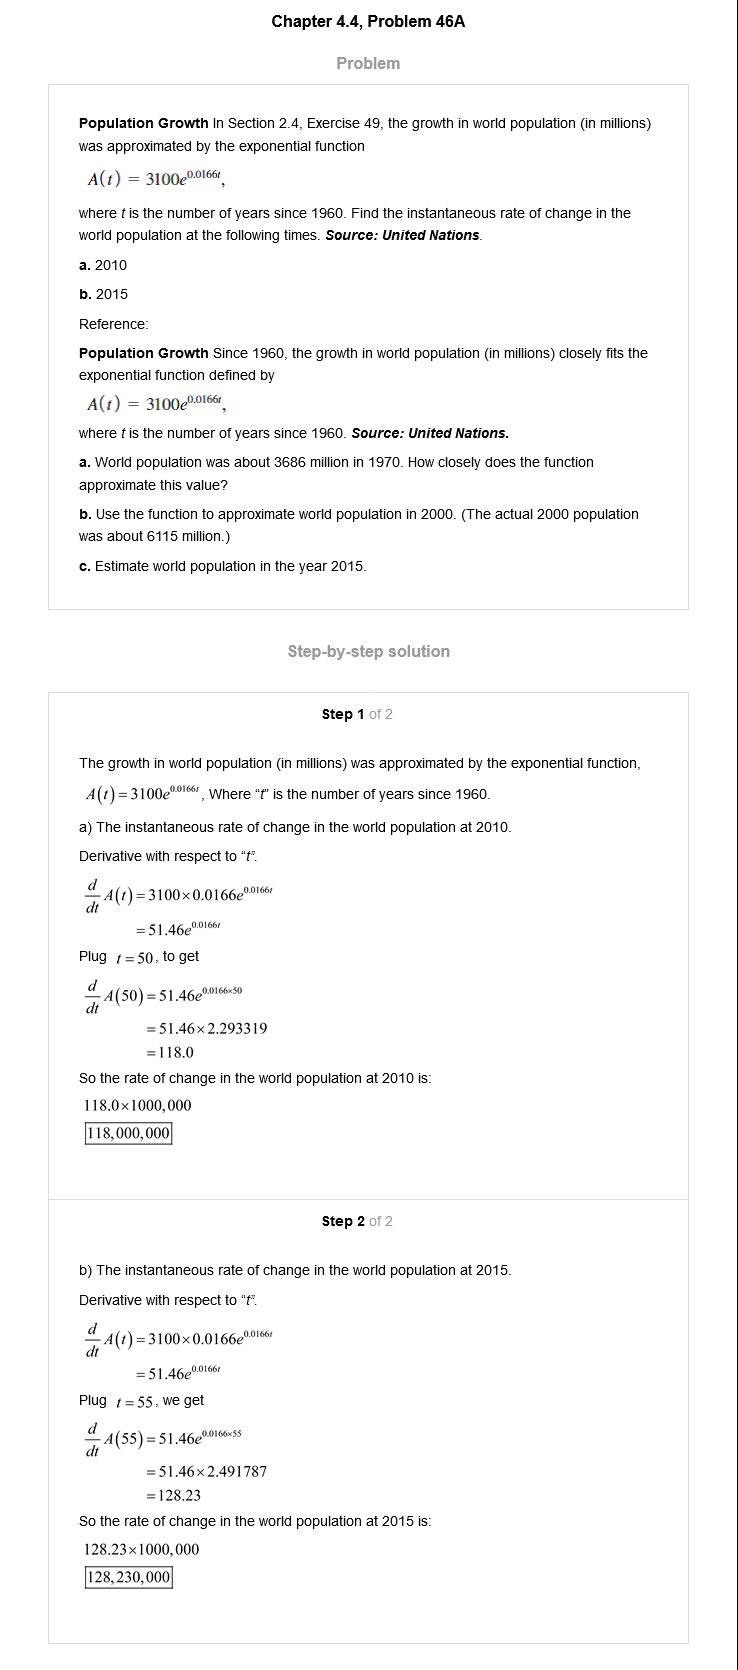 Chapter 4.4, Problem 46A
Problem
Population Growth In Section 2.4, Exercise 49, the growth in world population (in millions)
was approximated by the exponential function
A(t) = 3100e^0.0166t,
where t is the number of years since 1960. Find the instantaneous rate of change in the
world population at the following times. Source: United Nations.
a. 2010
b. 2015
Reference:
Population Growth Since 1960, the growth in world population (in millions) closely fits the
exponential function defined by
A(t) = 3100e^0.0166t,
where t is the number of years since 1960. Source: United Nations.
a. World population was about 3686 million in 1970. How closely does the function
approximate this value?
b. Use the function to approximate world population in 2000. (The actual 2000 population
was about 6115 million.)
c. Estimate world population in the year 2015.
Step-by-step solution
Step 1 of 2
The growth in world population (in millions) was approximated by the exponential function,
A(t) = 3100e^0.0166t, Where “t” is the number of years since 1960.
a) The instantaneous rate of change in the world population at 2010.
Derivative with respect to “t”.
d/dt A(t) = 3100×0.0166e^0.0166t
= 51.46e^0.0166t
Plug t = 50, to get
d/dt A(50) = 51.46e^0.0166×50
= 51.46×2.293319
= 118.0
So the rate of change in the world population at 2010 is:
118.0×1000,000
118,000,000
Step 2 of 2
b) The instantaneous rate of change in the world population at 2015.
Derivative with respect to “t”.
d/dt A(t) = 3100×0.0166e^0.0166t
= 51.46e^0.0166t
Plug t = 55, we get
d/dt A(55) = 51.46e^0.0166×55
= 51.46×2.491787
= 128.23
So the rate of change in the world population at 2015 is:
128.23×1000,000
128,230,000